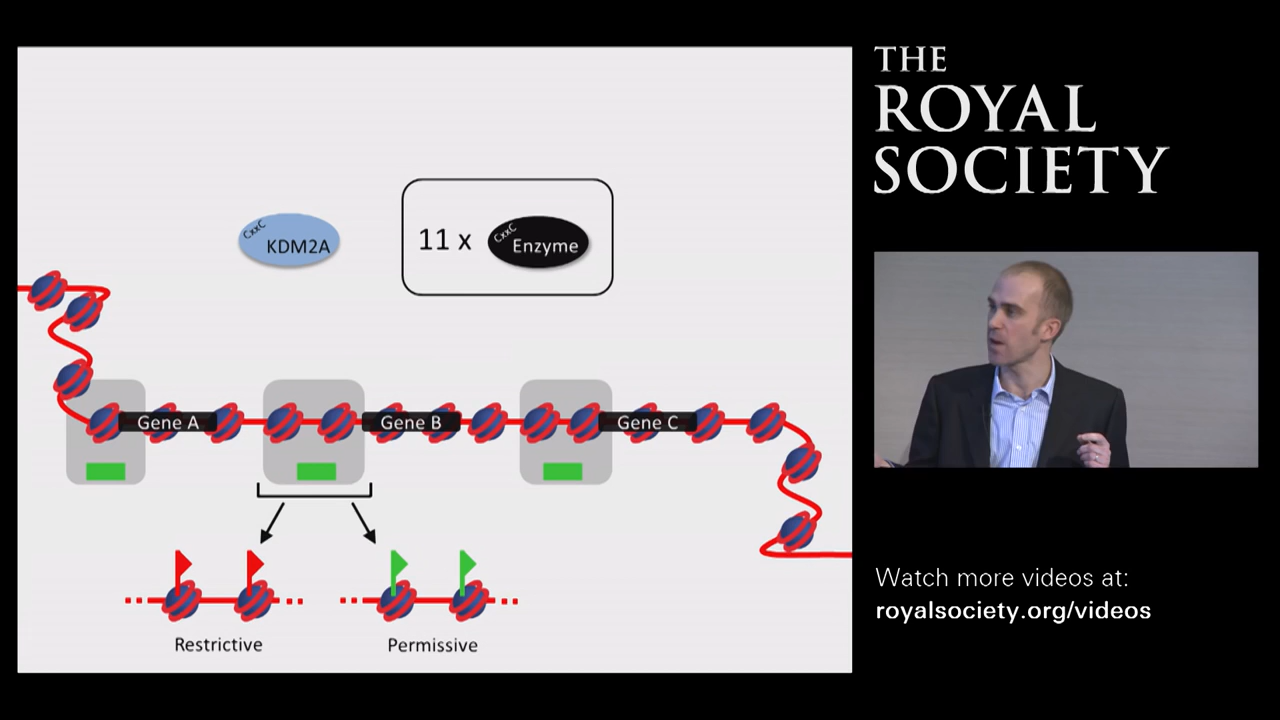 CxxC
KDM2A
11 x
CxxC
Enzyme
Gene A
Gene B
Gene C
Restrictive
Permissive
THE
ROYAL
SOCIETY
Watch more videos at:
royalsociety.org/videos